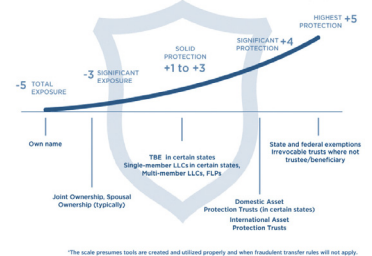 HIGHEST +5
PROTECTION
SIGNIFICANT +4
PROTECTION
SOLID
PROTECTION
+1 to +3
-3 SIGNIFICANT
EXPOSURE
-5 TOTAL
EXPOSURE
Own name
TBE In certain states
Single-member LLCs in certain states,
Multi-member LLCs, FLPs
State and federal exemptions
Irrevocable trusts where not
trustee/beneficiary
Joint Ownership, Spousal
Ownership (typically)
Domestic Asset
Protection Trusts (in certain states)
International Asset
Protection Trusts
*The scale presumes tools are created and utilized properly and when fraudulent transfer rules will not apply.